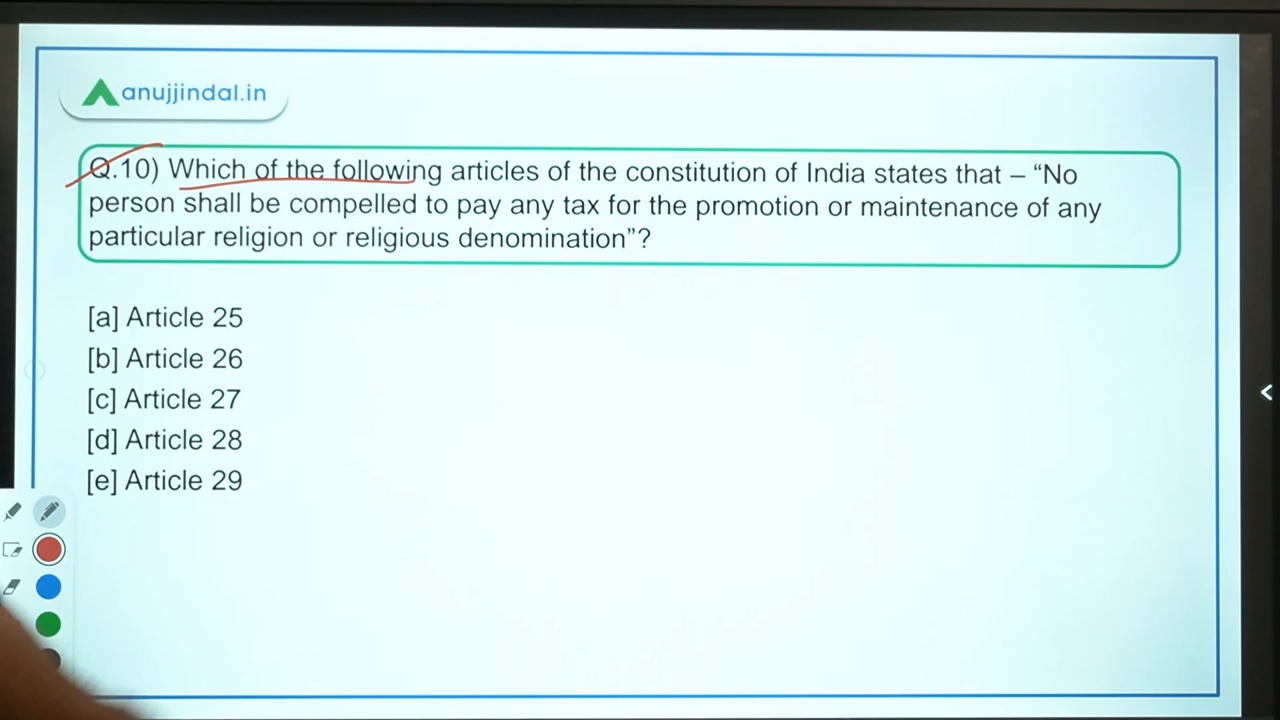 anujjindal.in
Q.10) Which of the following articles of the constitution of India states that – “No
person shall be compelled to pay any tax for the promotion or maintenance of any
particular religion or religious denomination”?
[a] Article 25
[b] Article 26
[c] Article 27
[d] Article 28
[e] Article 29